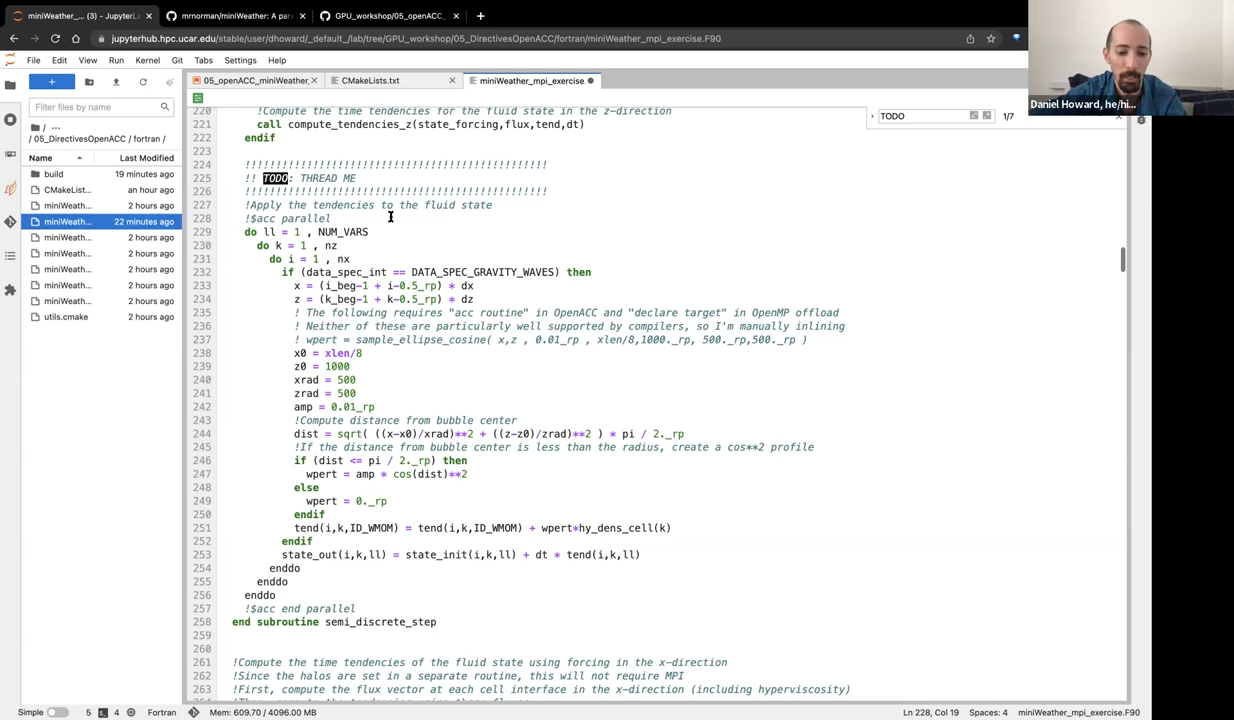 miniWeather_... (3) - JupyterLa
mrnorman/miniWeather: A para
GPU_workshop/05_openACC_
jupyterhub.hpc.ucar.edu/stable/user/dhoward/_default_/lab/tree/GPU_workshop/05_DirectivesOpenACC/fortran/miniWeather_mpi_exercise.F90
File Edit View Run Kernel Git Tabs Settings Help
05_openACC_miniWeather_
CMakeLists.txt
miniWeather_mpi_exercise.
Daniel Howard, he/hi...
Filter files by name
TODO
1/7
/ ...
/ 05_DirectivesOpenACC / fortran /
Name
Last Modified
build 19 minutes ago
CMakeList... an hour ago
miniWeath... 2 hours ago
miniWeath... 22 minutes ago
miniWeath... 2 hours ago
miniWeath... 2 hours ago
miniWeath... 2 hours ago
miniWeath... 2 hours ago
miniWeath... 2 hours ago
utils.cmake 2 hours ago
220 !Compute the time tendencies for the fluid state in the z-direction
221 call compute_tendencies_z(state_forcing,flux,tend,dt)
222 endif
223
224 !!!!!!!!!!!!!!!!!!!!!!!!!!!!!!!!!!!!!!!!!!!!!!!!!
225 !! TODO: THREAD ME
226 !!!!!!!!!!!!!!!!!!!!!!!!!!!!!!!!!!!!!!!!!!!!!!!!!
227 !Apply the tendencies to the fluid state
228 !$acc parallel
229 do ll = 1 , NUM_VARS
230 do k = 1 , nz
231 do i = 1 , nx
232 if (data_spec_int == DATA_SPEC_GRAVITY_WAVES) then
233 x = (i_beg-1 + i-0.5_rp) * dx
234 z = (k_beg-1 + k-0.5_rp) * dz
235 ! The following requires "acc routine" in OpenACC and "declare target" in OpenMP offload
236 ! Neither of these are particularly well supported by compilers, so I'm manually inlining
237 ! wpert = sample_ellipse_cosine( x,z , 0.01_rp , xlen/8,1000._rp, 500._rp,500._rp )
238 x0 = xlen/8
239 z0 = 1000
240 xrad = 500
241 zrad = 500
242 amp = 0.01_rp
243 !Compute distance from bubble center
244 dist = sqrt( ((x-x0)/xrad)**2 + ((z-z0)/zrad)**2 ) * pi / 2._rp
245 !If the distance from bubble center is less than the radius, create a cos**2 profile
246 if (dist <= pi / 2._rp) then
247 wpert = amp * cos(dist)**2
248 else
249 wpert = 0._rp
250 endif
251 tend(i,k,ID_WMOM) = tend(i,k,ID_WMOM) + wpert*hy_dens_cell(k)
252 endif
253 state_out(i,k,ll) = state_init(i,k,ll) + dt * tend(i,k,ll)
254 enddo
255 enddo
256 enddo
257 !$acc end parallel
258 end subroutine semi_discrete_step
259
260
261 !Compute the time tendencies of the fluid state using forcing in the x-direction
262 !Since the halos are set in a separate routine, this will not require MPI
263 !First, compute the flux vector at each cell interface in the x-direction (including hyperviscosity)
Simple 5 4 Fortran Mem: 609.70 / 4096.00 MB Ln 228, Col 19 Spaces: 4 miniWeather_mpi_exercise.F90